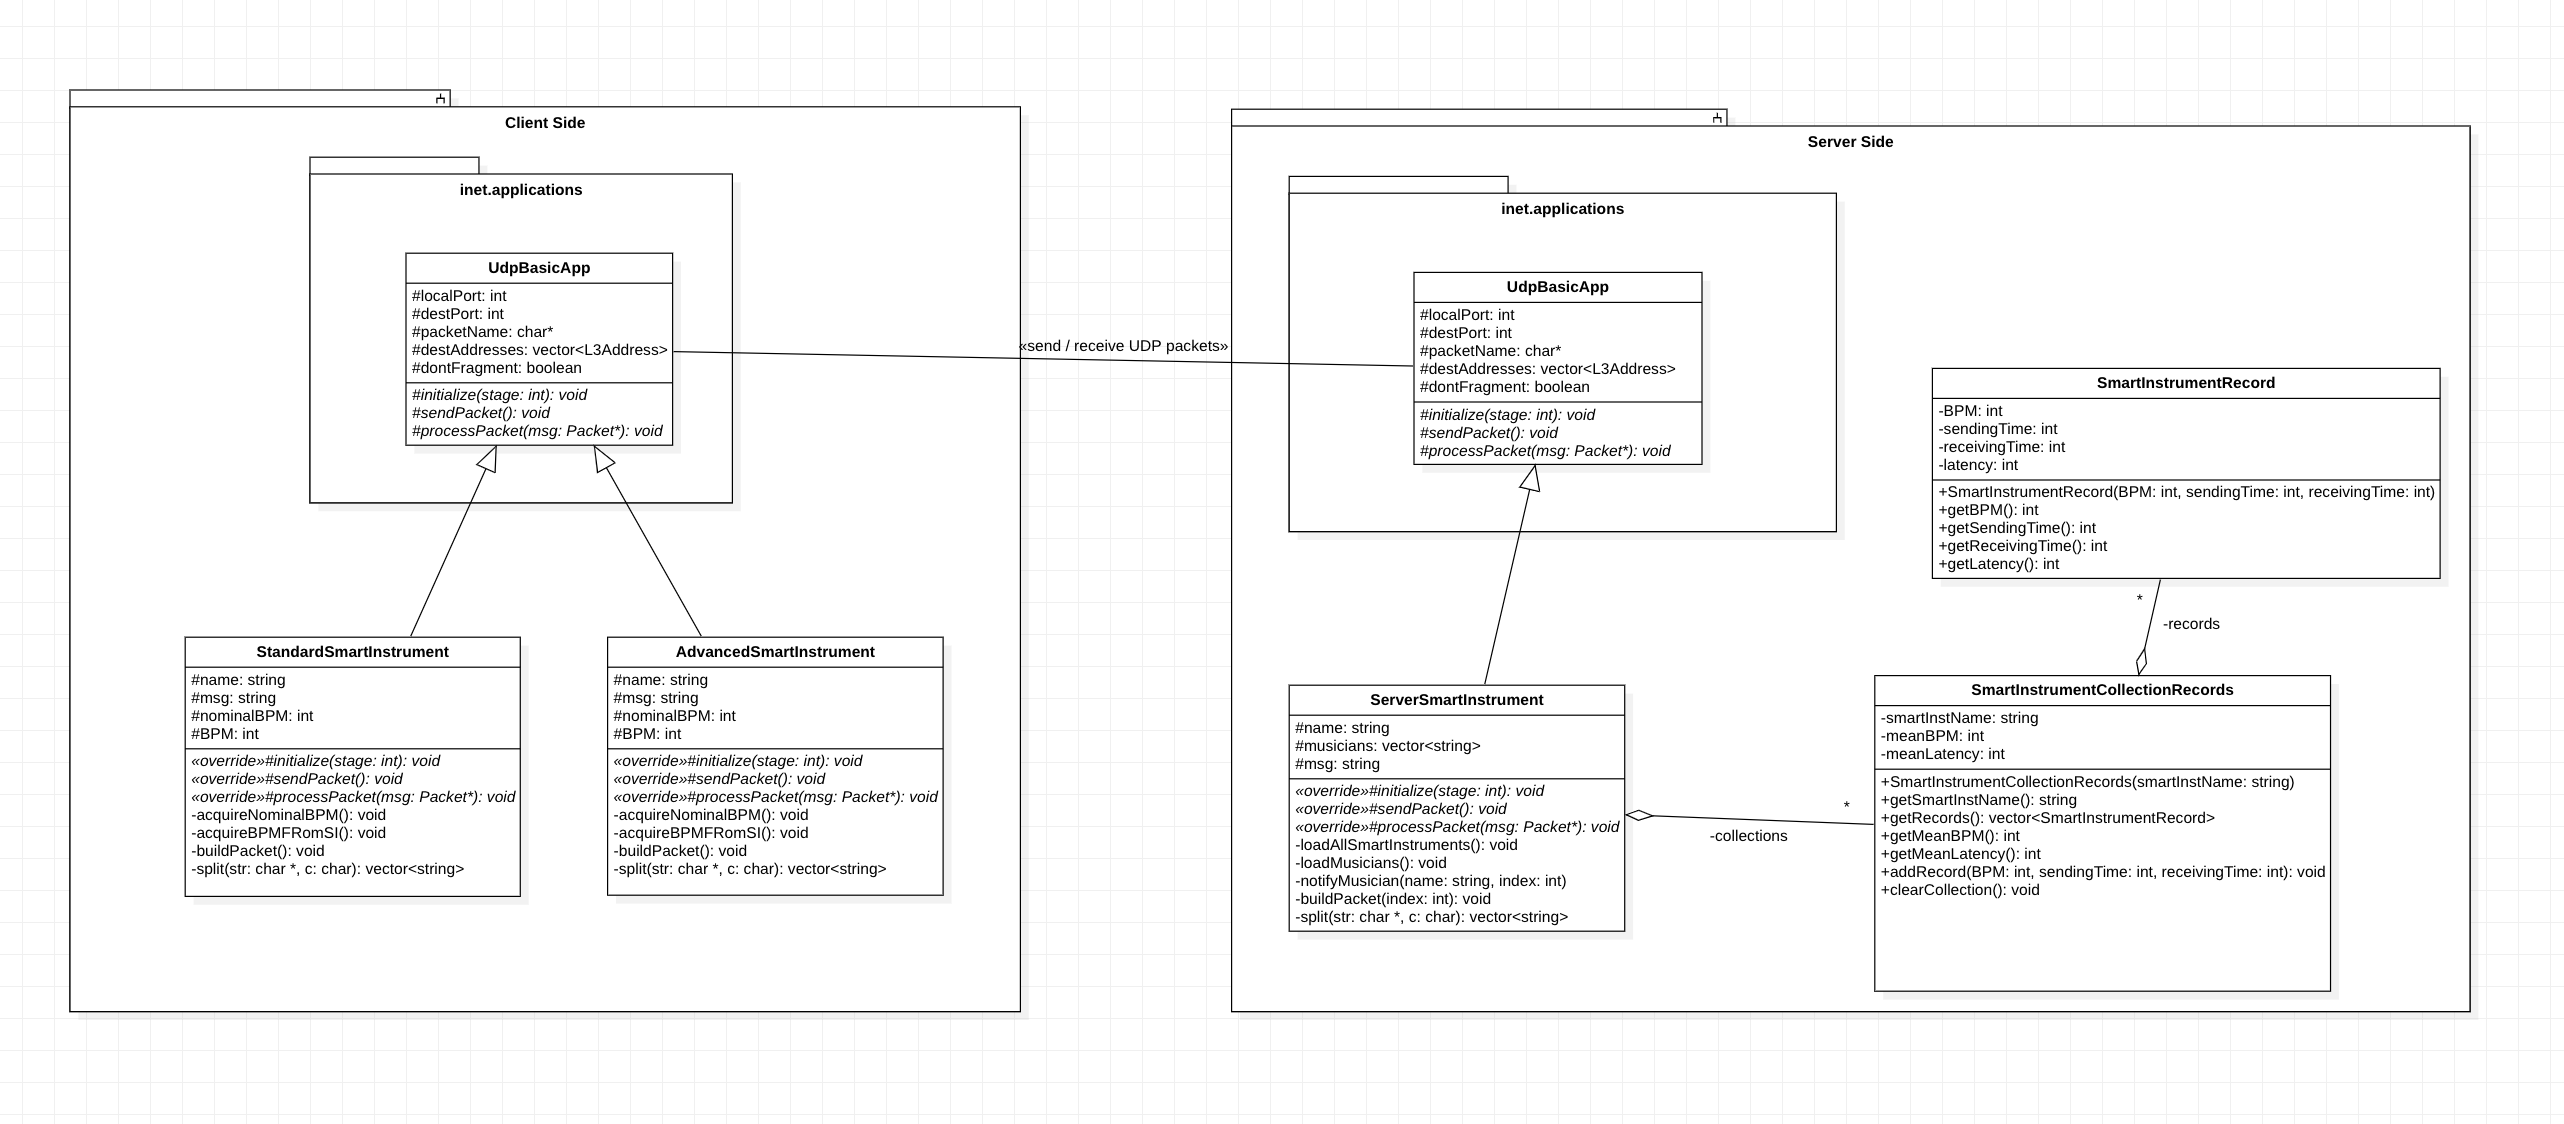 Client Side
inet.applications
UdpBasicApp
#localPort: int
#destPort: int
#packetName: char*
#destAddresses: vector<L3Address>
#dontFragment: boolean
#initialize(stage: int): void
#sendPacket(): void
#processPacket(msg: Packet*): void
StandardSmartInstrument
#name: string
#msg: string
#nominalBPM: int
#BPM: int
«override»#initialize(stage: int): void
«override»#sendPacket(): void
«override»#processPacket(msg: Packet*): void
-acquireNominalBPM(): void
-acquireBPMFRomSI(): void
-buildPacket(): void
-split(str: char *, c: char): vector<string>
AdvancedSmartInstrument
#name: string
#msg: string
#nominalBPM: int
#BPM: int
«override»#initialize(stage: int): void
«override»#sendPacket(): void
«override»#processPacket(msg: Packet*): void
-acquireNominalBPM(): void
-acquireBPMFRomSI(): void
-buildPacket(): void
-split(str: char *, c: char): vector<string>
«send / receive UDP packets»
Server Side
inet.applications
UdpBasicApp
#localPort: int
#destPort: int
#packetName: char*
#destAddresses: vector<L3Address>
#dontFragment: boolean
#initialize(stage: int): void
#sendPacket(): void
#processPacket(msg: Packet*): void
SmartInstrumentRecord
-BPM: int
-sendingTime: int
-receivingTime: int
-latency: int
+SmartInstrumentRecord(BPM: int, sendingTime: int, receivingTime: int)
+getBPM(): int
+getSendingTime(): int
+getReceivingTime(): int
+getLatency(): int
*
-records
ServerSmartInstrument
#name: string
#musicians: vector<string>
#msg: string
«override»#initialize(stage: int): void
«override»#sendPacket(): void
«override»#processPacket(msg: Packet*): void
-loadAllSmartInstruments(): void
-loadMusicians(): void
-notifyMusician(name: string, index: int)
-buildPacket(index: int): void
-split(str: char *, c: char): vector<string>
*
-collections
SmartInstrumentCollectionRecords
-smartInstName: string
-meanBPM: int
-meanLatency: int
+SmartInstrumentCollectionRecords(smartInstName: string)
+getSmartInstName(): string
+getRecords(): vector<SmartInstrumentRecord>
+getMeanBPM(): int
+getMeanLatency(): int
+addRecord(BPM: int, sendingTime: int, receivingTime: int): void
+clearCollection(): void